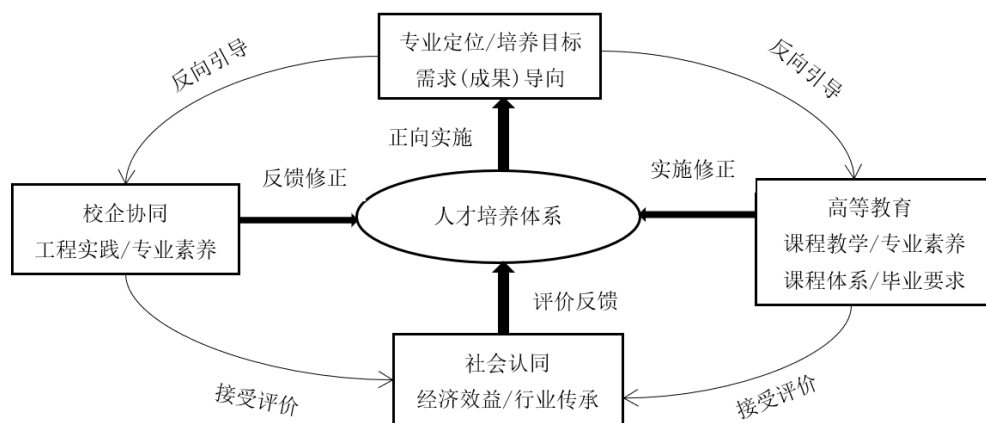 专业定位/培养目标
需求(成果)导向
反向引导
反向引导
正向实施
反馈修正
实施修正
校企协同
工程实践/专业素养
人才培养体系
高等教育
课程教学/专业素养
课程体系/毕业要求
评价反馈
社会认同
经济效益/行业传承
接受评价
接受评价